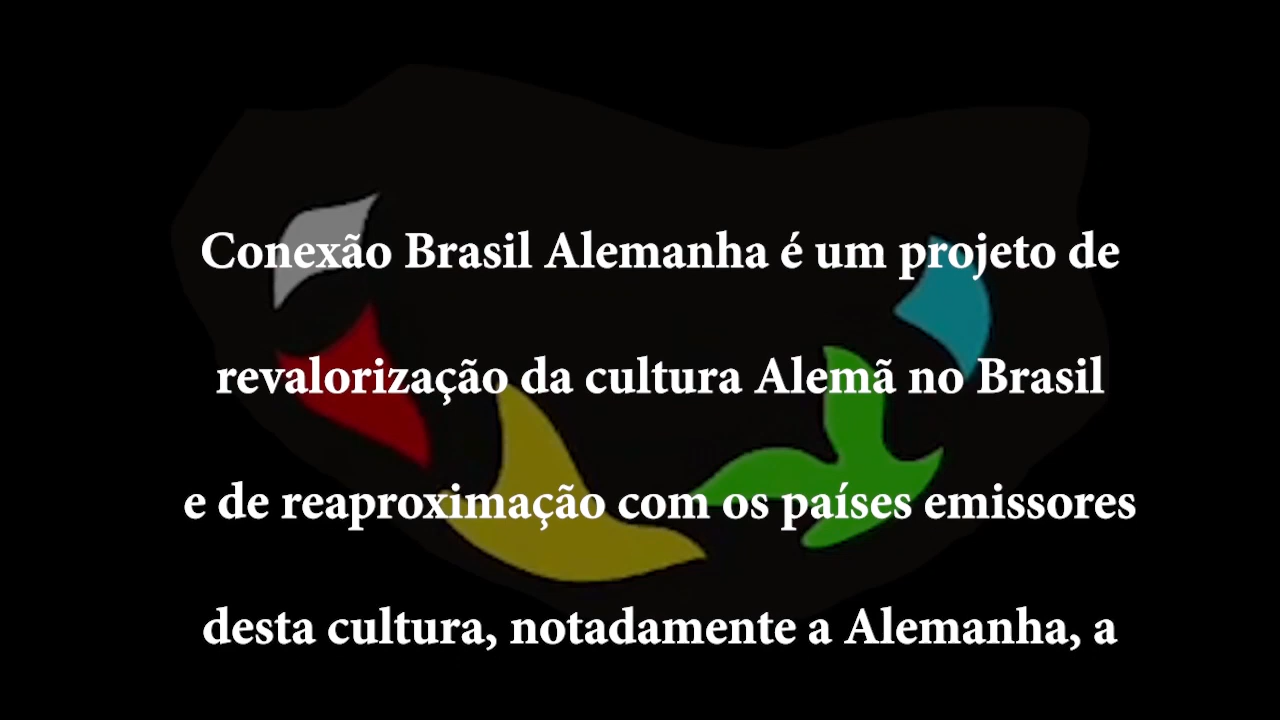 Conexão Brasil Alemanha é um projeto de
revalorização da cultura Alemã no Brasil
e de reaproximação com os países emissores
desta cultura, notadamente a Alemanha, a